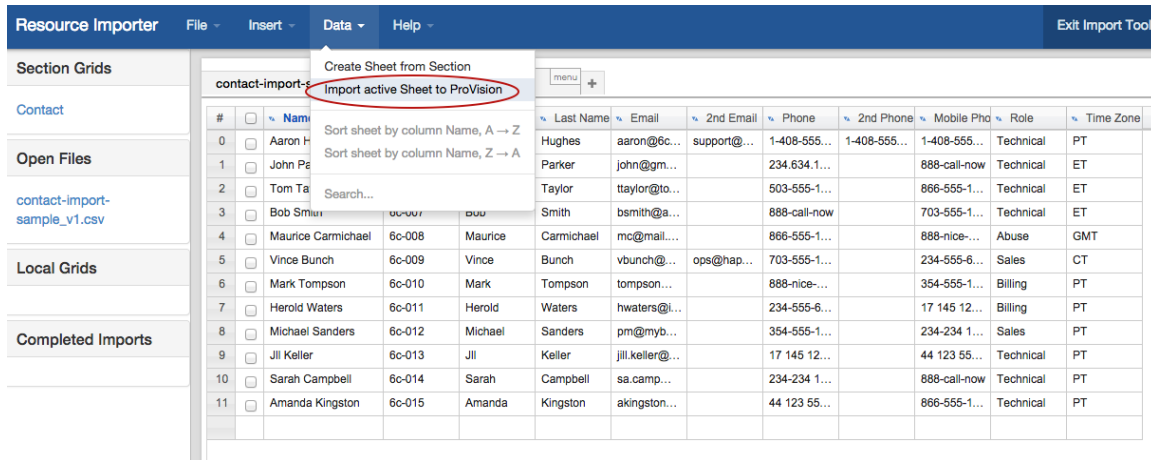 Resource Importer File Insert Data Help Exit Import Tool
Section Grids
Contact
Open Files
contact-import-
sample_v1.csv
Local Grids
Completed Imports
Create Sheet from Section
Import active Sheet to ProVision
Sort sheet by column Name, A → Z
Sort sheet by column Name, Z → A
Search...
contact-import-s menu +
# Name Last Name Email 2nd Email Phone 2nd Phone Mobile Pho Role Time Zone
0 Aaron H Hughes aaron@6c... support@... 1-408-555... 1-408-555... 1-408-555... Technical PT
1 John Pa Parker john@gm... 234.634.1... 888-call-now Technical ET
2 Tom Ta Taylor ttaylor@to... 503-555-1... 866-555-1... Technical ET
3 Bob Smith 6c-007 Bob Smith bsmith@a... 888-call-now 703-555-1... Technical ET
4 Maurice Carmichael 6c-008 Maurice Carmichael mc@mail.... 866-555-1... 888-nice-... Abuse GMT
5 Vince Bunch 6c-009 Vince Bunch vbunch@... ops@hap... 703-555-1... 234-555-6... Sales CT
6 Mark Tompson 6c-010 Mark Tompson tompson... 888-nice-... 354-555-1... Billing PT
7 Herold Waters 6c-011 Herold Waters hwaters@i... 234-555-6... 17 145 12... Billing PT
8 Michael Sanders 6c-012 Michael Sanders pm@myb... 354-555-1... 234-234 1... Sales PT
9 JIl Keller 6c-013 JIl Keller jill.keller@... 17 145 12... 44 123 55... Technical PT
10 Sarah Campbell 6c-014 Sarah Campbell sa.camp... 234-234 1... 888-call-now Technical PT
11 Amanda Kingston 6c-015 Amanda Kingston akingston... 44 123 55... 866-555-1... Technical PT